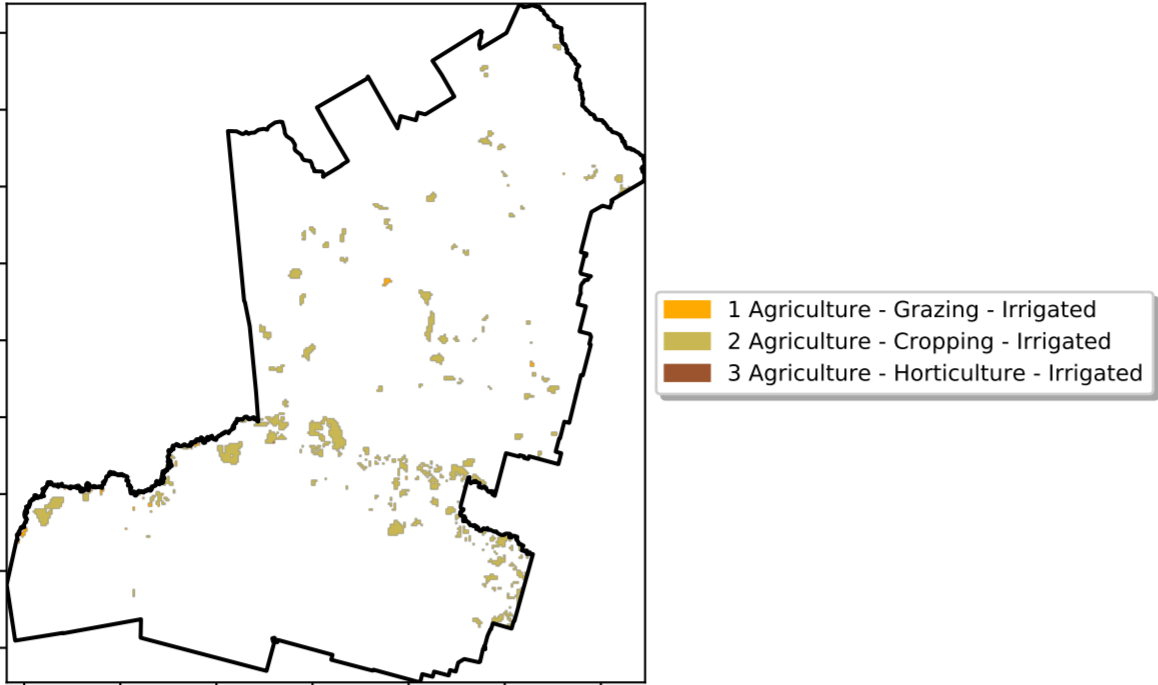 1 Agriculture - Grazing - Irrigated
2 Agriculture - Cropping - Irrigated
3 Agriculture - Horticulture - Irrigated